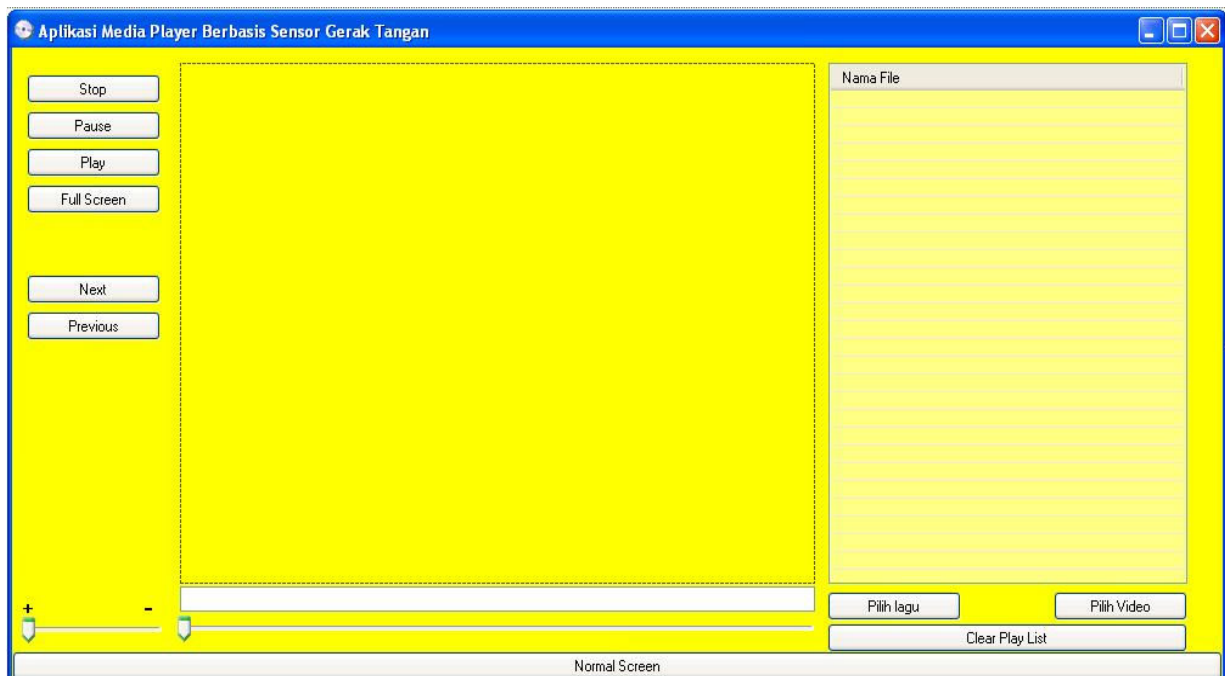 Aplikasi Media Player Berbasis Sensor Gerak Tangan
Stop
Pause
Play
Full Screen
Next
Previous
+ -
Nama File
Pilih lagu
Pilih Video
Clear Play List
Normal Screen